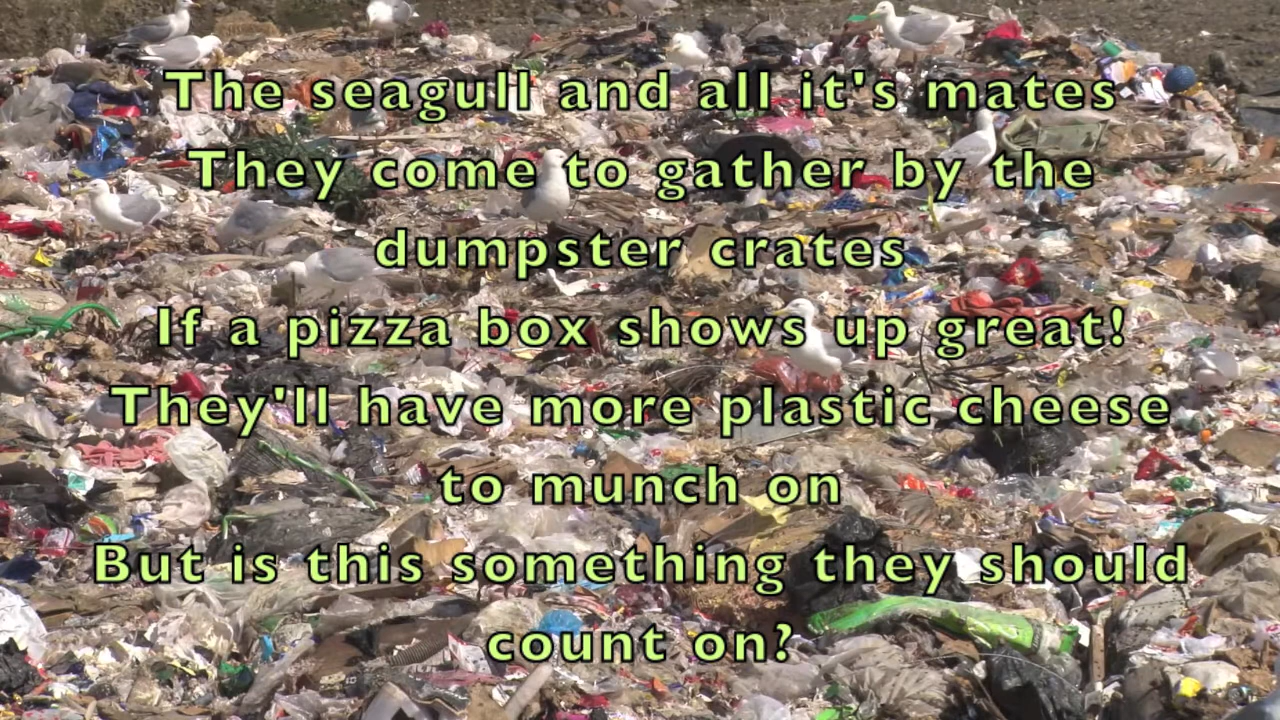 The seagull and all it's mates
They come to gather by the
dumpster crates
If a pizza box shows up great!
They'll have more plastic cheese
to munch on
But is this something they should
count on?